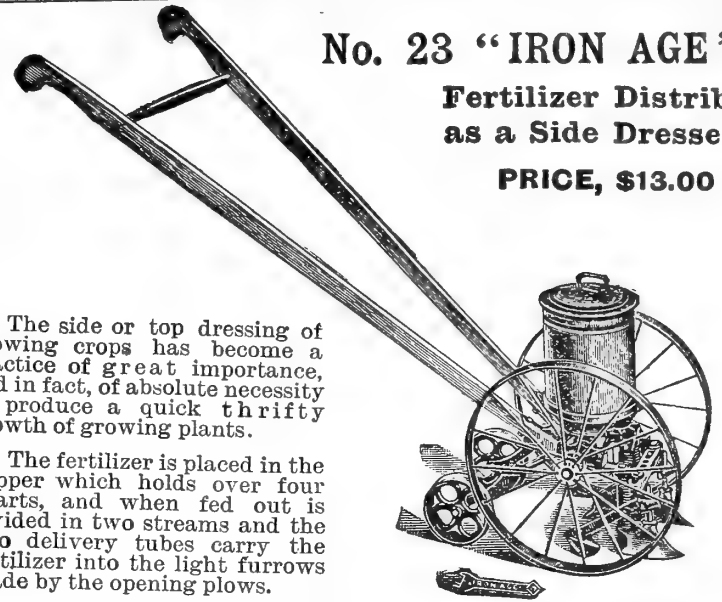 No. 23 “IRON AGE”
Fertilizer Distrib
as a Side Dresse
PRICE, $13.00
The side or top dressing of
owing crops has become a
ctice of great importance,
d in fact, of absolute necessity
produce a quick thrifty
owth of growing plants.
The fertilizer is placed in the
pper which holds over four
arts, and when fed out is
vided in two streams and the
o delivery tubes carry the
tilizer into the light furrows
de by the opening plows.
IRON AGE